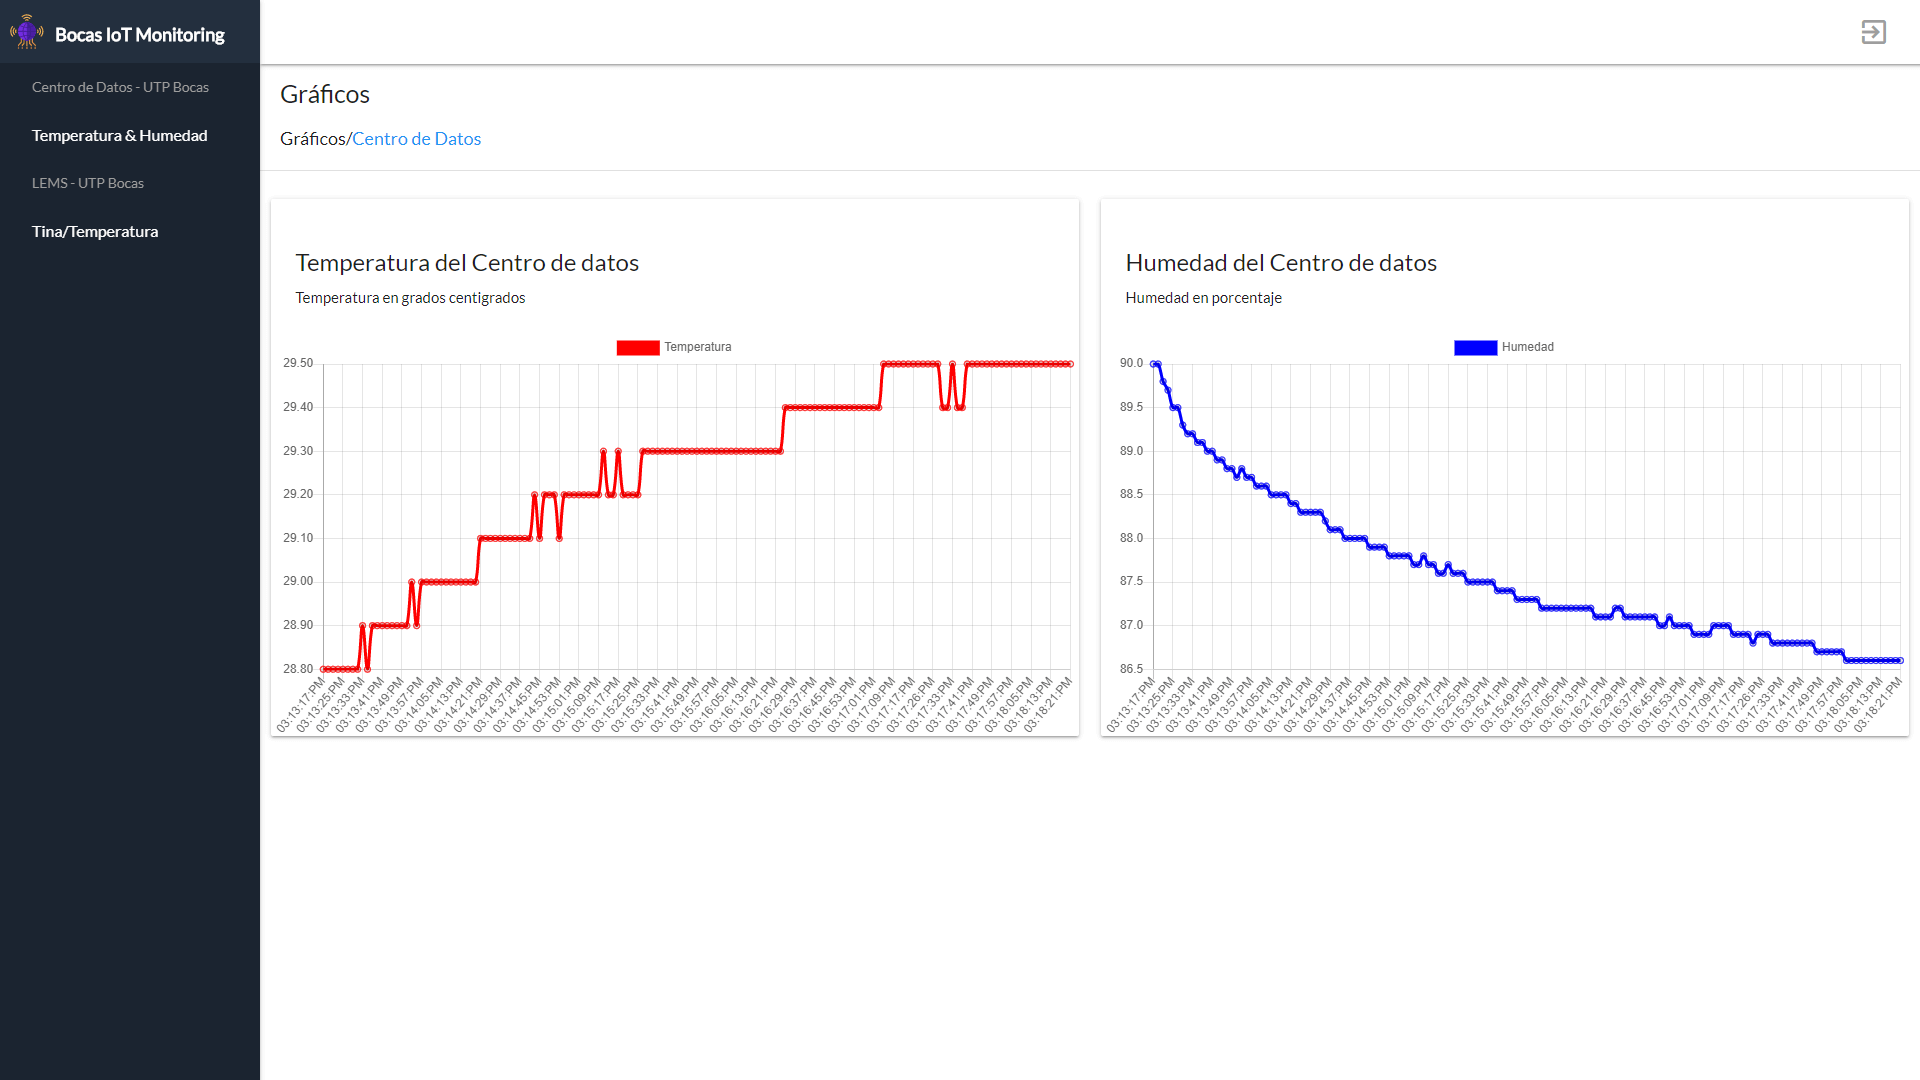 Bocas IoT Monitoring
Centro de Datos - UTP Bocas
Temperatura & Humedad
LEMS - UTP Bocas
Tina/Temperatura
Gráficos
Gráficos/Centro de Datos
Temperatura del Centro de datos
Temperatura en grados centigrados
Temperatura
29.50
29.40
29.30
29.20
29.10
29.00
28.90
28.80
03:13:17:PM
03:13:25:PM
03:13:33:PM
03:13:41:PM
03:13:49:PM
03:13:57:PM
03:14:05:PM
03:14:13:PM
03:14:21:PM
03:14:29:PM
03:14:37:PM
03:14:45:PM
03:14:53:PM
03:15:01:PM
03:15:09:PM
03:15:17:PM
03:15:25:PM
03:15:33:PM
03:15:41:PM
03:15:49:PM
03:15:57:PM
03:16:05:PM
03:16:13:PM
03:16:21:PM
03:16:29:PM
03:16:37:PM
03:16:45:PM
03:16:53:PM
03:17:01:PM
03:17:09:PM
03:17:17:PM
03:17:26:PM
03:17:33:PM
03:17:41:PM
03:17:49:PM
03:17:57:PM
03:18:05:PM
03:18:13:PM
03:18:21:PM
Humedad del Centro de datos
Humedad en porcentaje
Humedad
90.0
89.5
89.0
88.5
88.0
87.5
87.0
86.5
03:13:17:PM
03:13:25:PM
03:13:33:PM
03:13:41:PM
03:13:49:PM
03:13:57:PM
03:14:05:PM
03:14:13:PM
03:14:21:PM
03:14:29:PM
03:14:37:PM
03:14:45:PM
03:14:53:PM
03:15:01:PM
03:15:09:PM
03:15:17:PM
03:15:25:PM
03:15:33:PM
03:15:41:PM
03:15:49:PM
03:15:57:PM
03:16:05:PM
03:16:13:PM
03:16:21:PM
03:16:29:PM
03:16:37:PM
03:16:45:PM
03:16:53:PM
03:17:01:PM
03:17:09:PM
03:17:17:PM
03:17:26:PM
03:17:33:PM
03:17:41:PM
03:17:49:PM
03:17:57:PM
03:18:05:PM
03:18:13:PM
03:18:21:PM